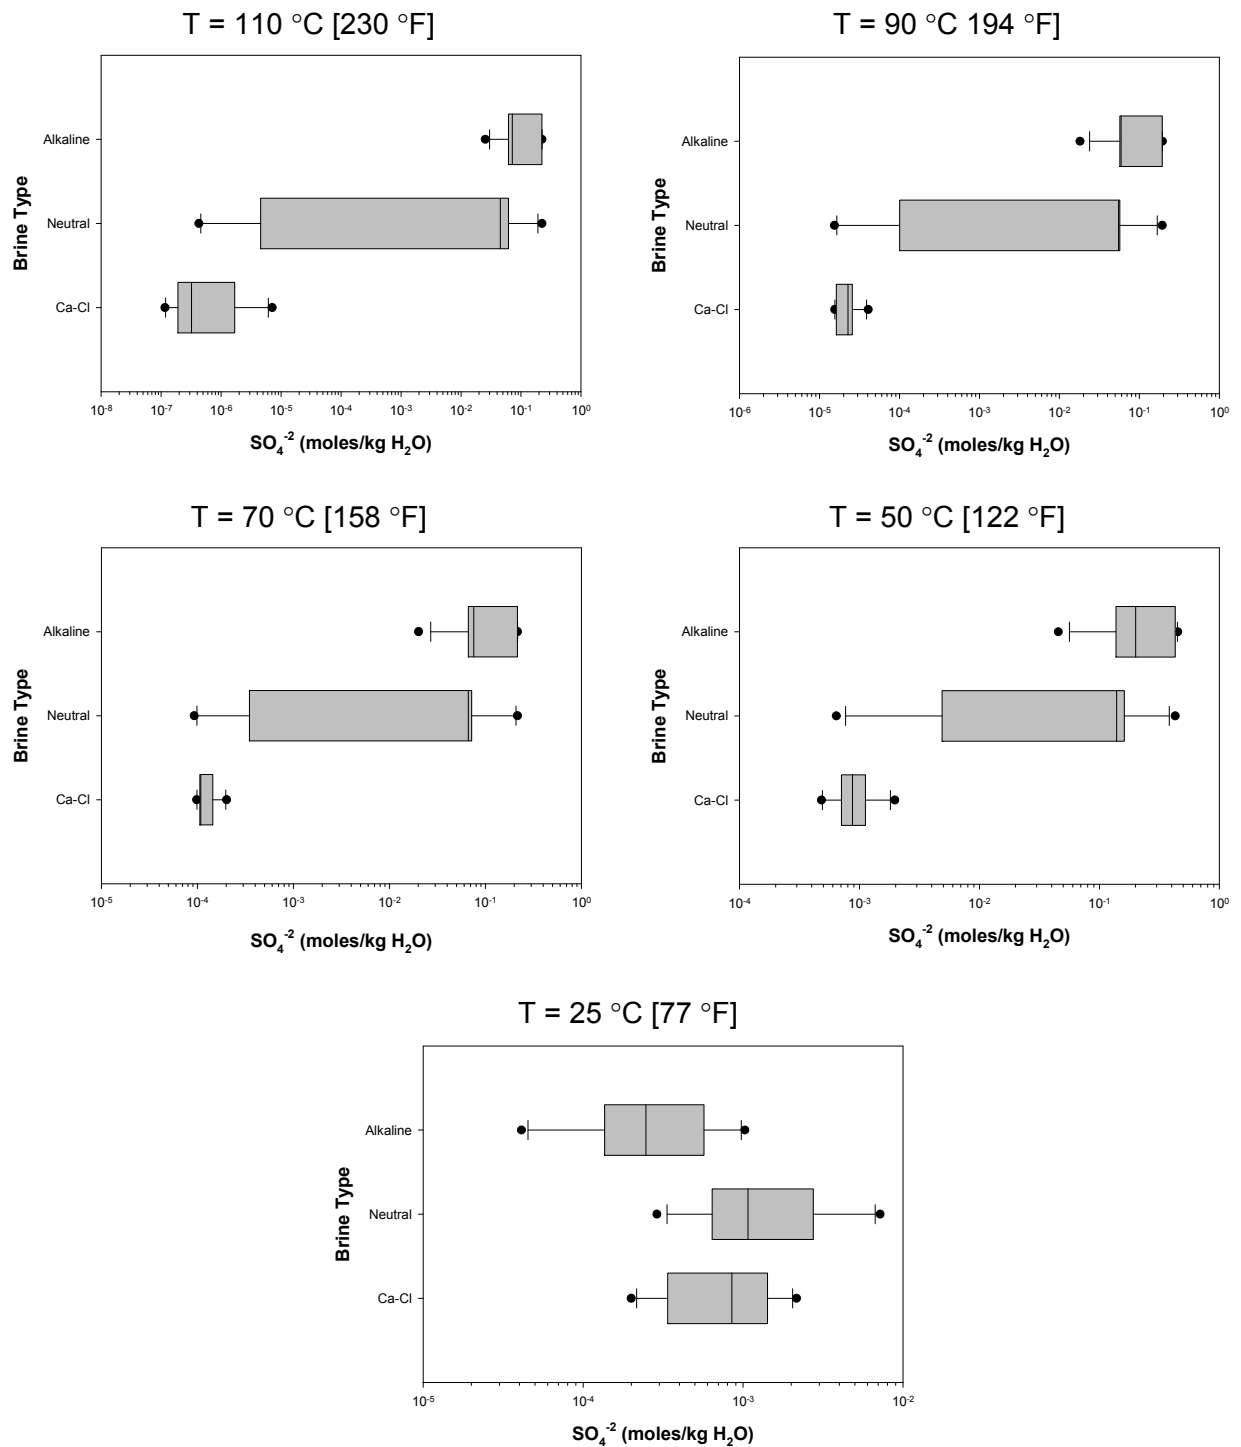 T = 110 °C [230 °F]
Brine Type
Alkaline
Neutral
Ca-Cl
10⁻⁸ 10⁻⁷ 10⁻⁶ 10⁻⁵ 10⁻⁴ 10⁻³ 10⁻² 10⁻¹ 10⁰
SO₄⁻² (moles/kg H₂O)
T = 90 °C 194 °F]
Brine Type
Alkaline
Neutral
Ca-Cl
10⁻⁶ 10⁻⁵ 10⁻⁴ 10⁻³ 10⁻² 10⁻¹ 10⁰
SO₄⁻² (moles/kg H₂O)
T = 70 °C [158 °F]
Brine Type
Alkaline
Neutral
Ca-Cl
10⁻⁵ 10⁻⁴ 10⁻³ 10⁻² 10⁻¹ 10⁰
SO₄⁻² (moles/kg H₂O)
T = 50 °C [122 °F]
Brine Type
Alkaline
Neutral
Ca-Cl
10⁻⁴ 10⁻³ 10⁻² 10⁻¹ 10⁰
SO₄⁻² (moles/kg H₂O)
T = 25 °C [77 °F]
Brine Type
Alkaline
Neutral
Ca-Cl
10⁻⁵ 10⁻⁴ 10⁻³ 10⁻²
SO₄⁻² (moles/kg H₂O)